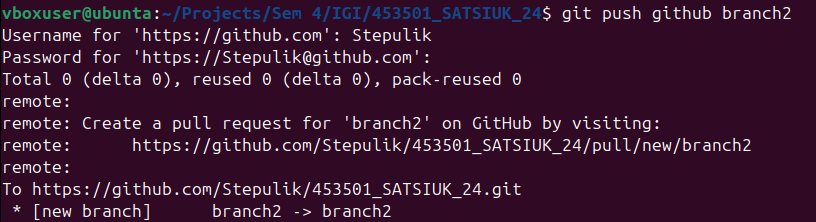 vboxuser@ubunta:~/Projects/Sem 4/IGI/453501_SATSIUK_24$ git push github branch2
Username for 'https://github.com': Stepulik
Password for 'https://Stepulik@github.com':
Total 0 (delta 0), reused 0 (delta 0), pack-reused 0
remote:
remote: Create a pull request for 'branch2' on GitHub by visiting:
remote:      https://github.com/Stepulik/453501_SATSIUK_24/pull/new/branch2
remote:
To https://github.com/Stepulik/453501_SATSIUK_24.git
 * [new branch]      branch2 -> branch2